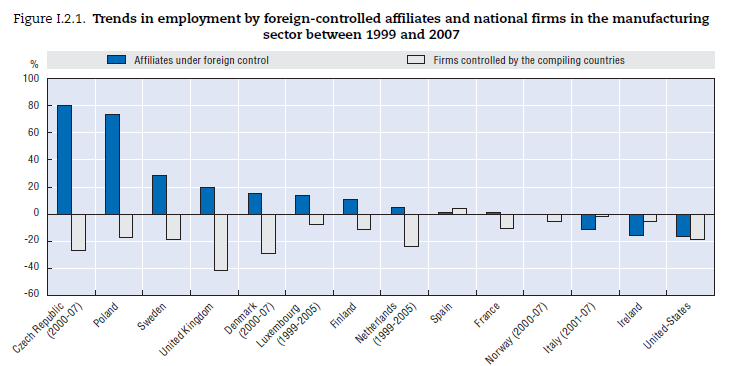 Figure I.2.1. Trends in employment by foreign-controlled affiliates and national firms in the manufacturing
sector between 1999 and 2007
Affiliates under foreign control
Firms controlled by the compiling countries
%
100
80
60
40
20
0
-20
-40
-60
Czech Republic
(2000-07)
Poland
Sweden
United Kingdom
Denmark
(2000-07)
Luxembourg
(1999-2005)
Finland
Netherlands
(1999-2005)
Spain
France
Norway (2000-07)
Italy (2001-07)
Ireland
United-States